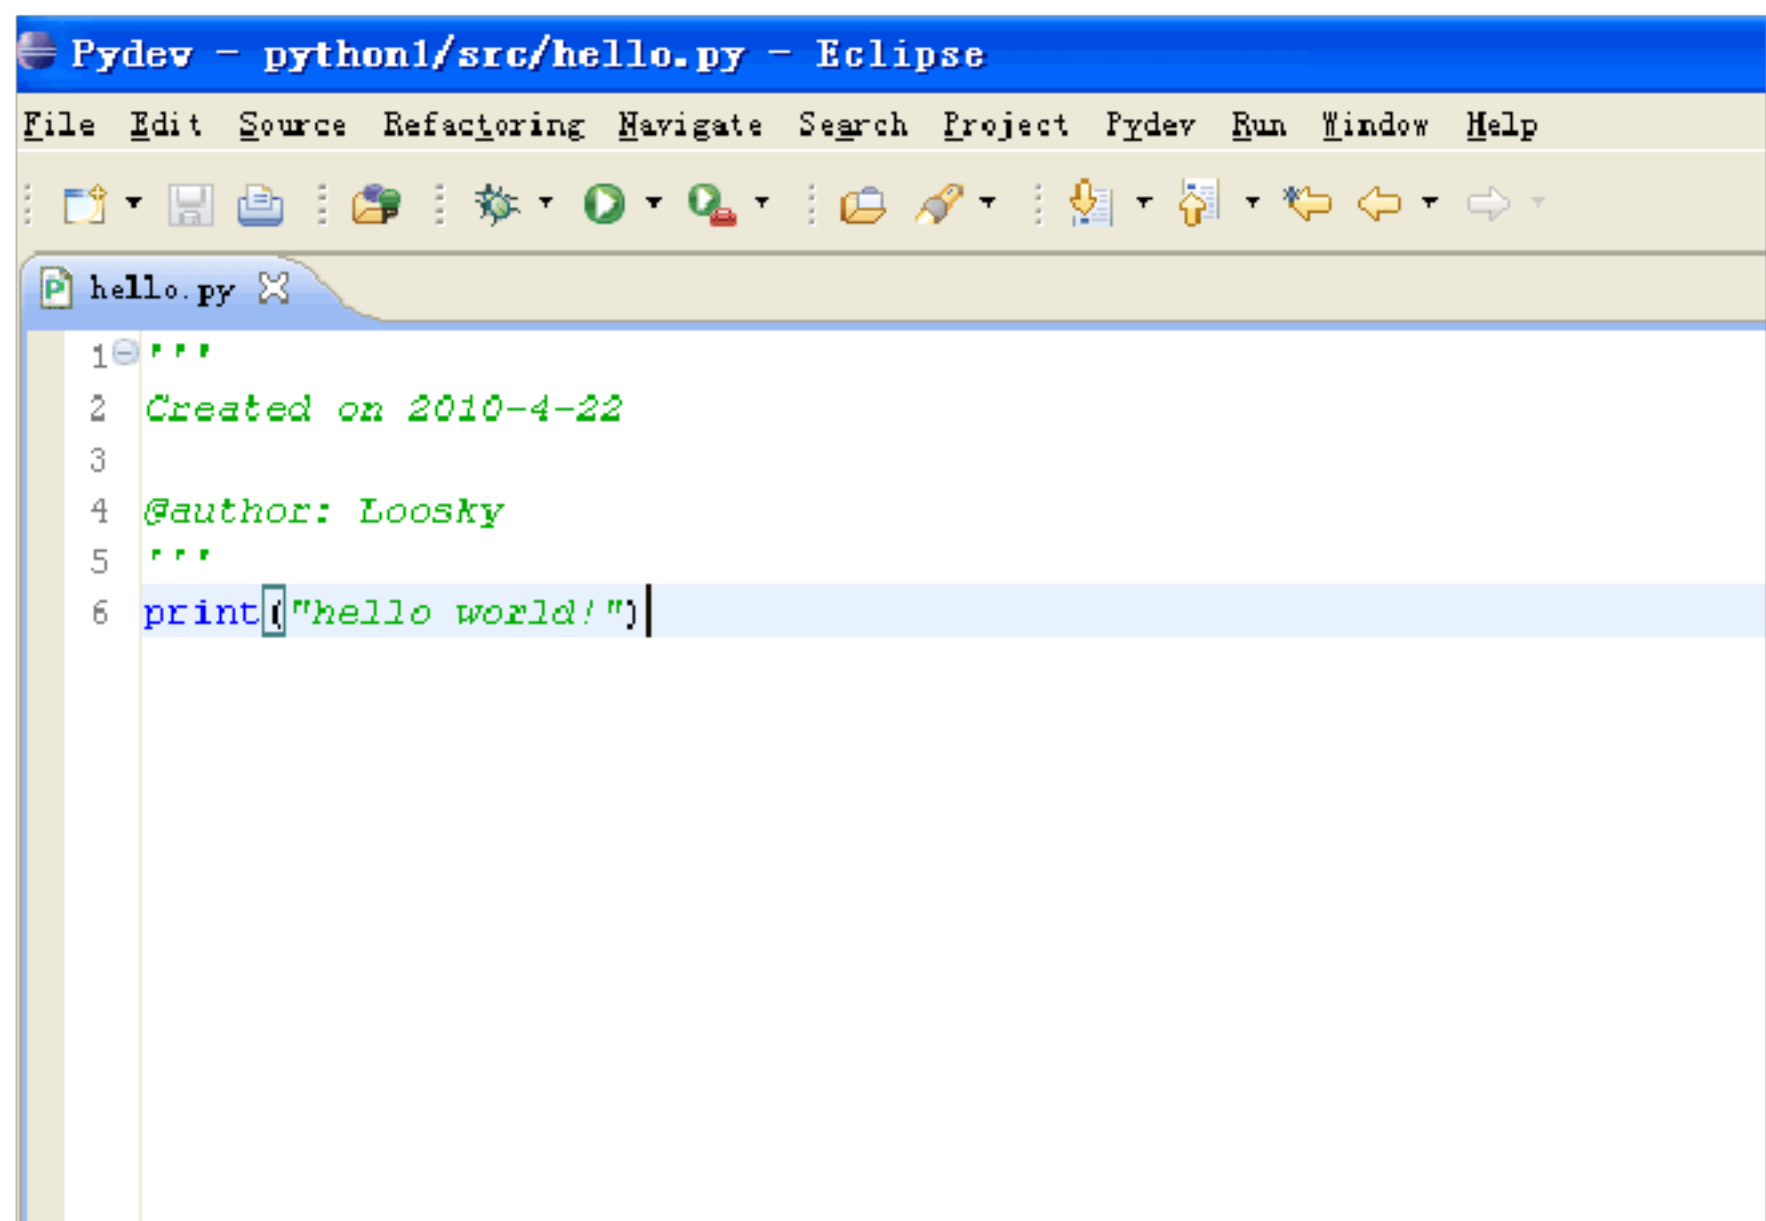 Pydev - python1/src/hello.py - Eclipse
File Edit Source Refactoring Navigate Search Project Pydev Run Window Help
hello.py
1 '''
2 Created on 2010-4-22
3
4 @author: Loosky
5 '''
6 print("hello world!")